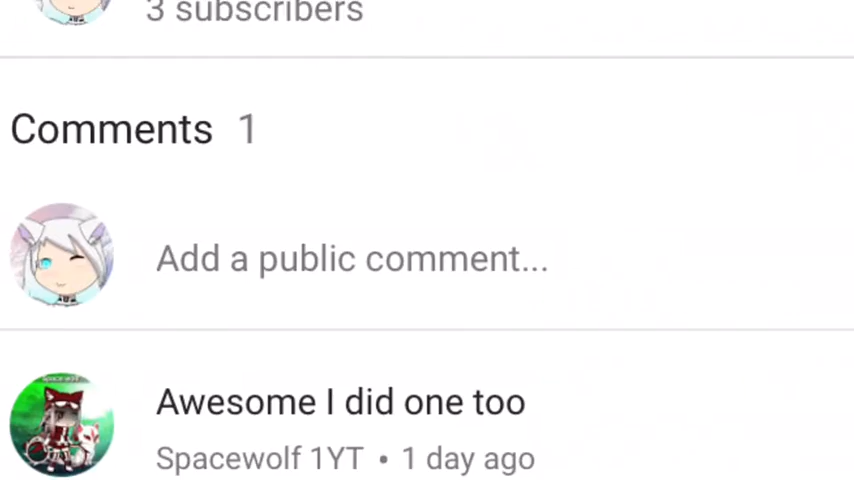 3 subscribers
Comments 1
Add a public comment...
Awesome I did one too
Spacewolf 1YT • 1 day ago